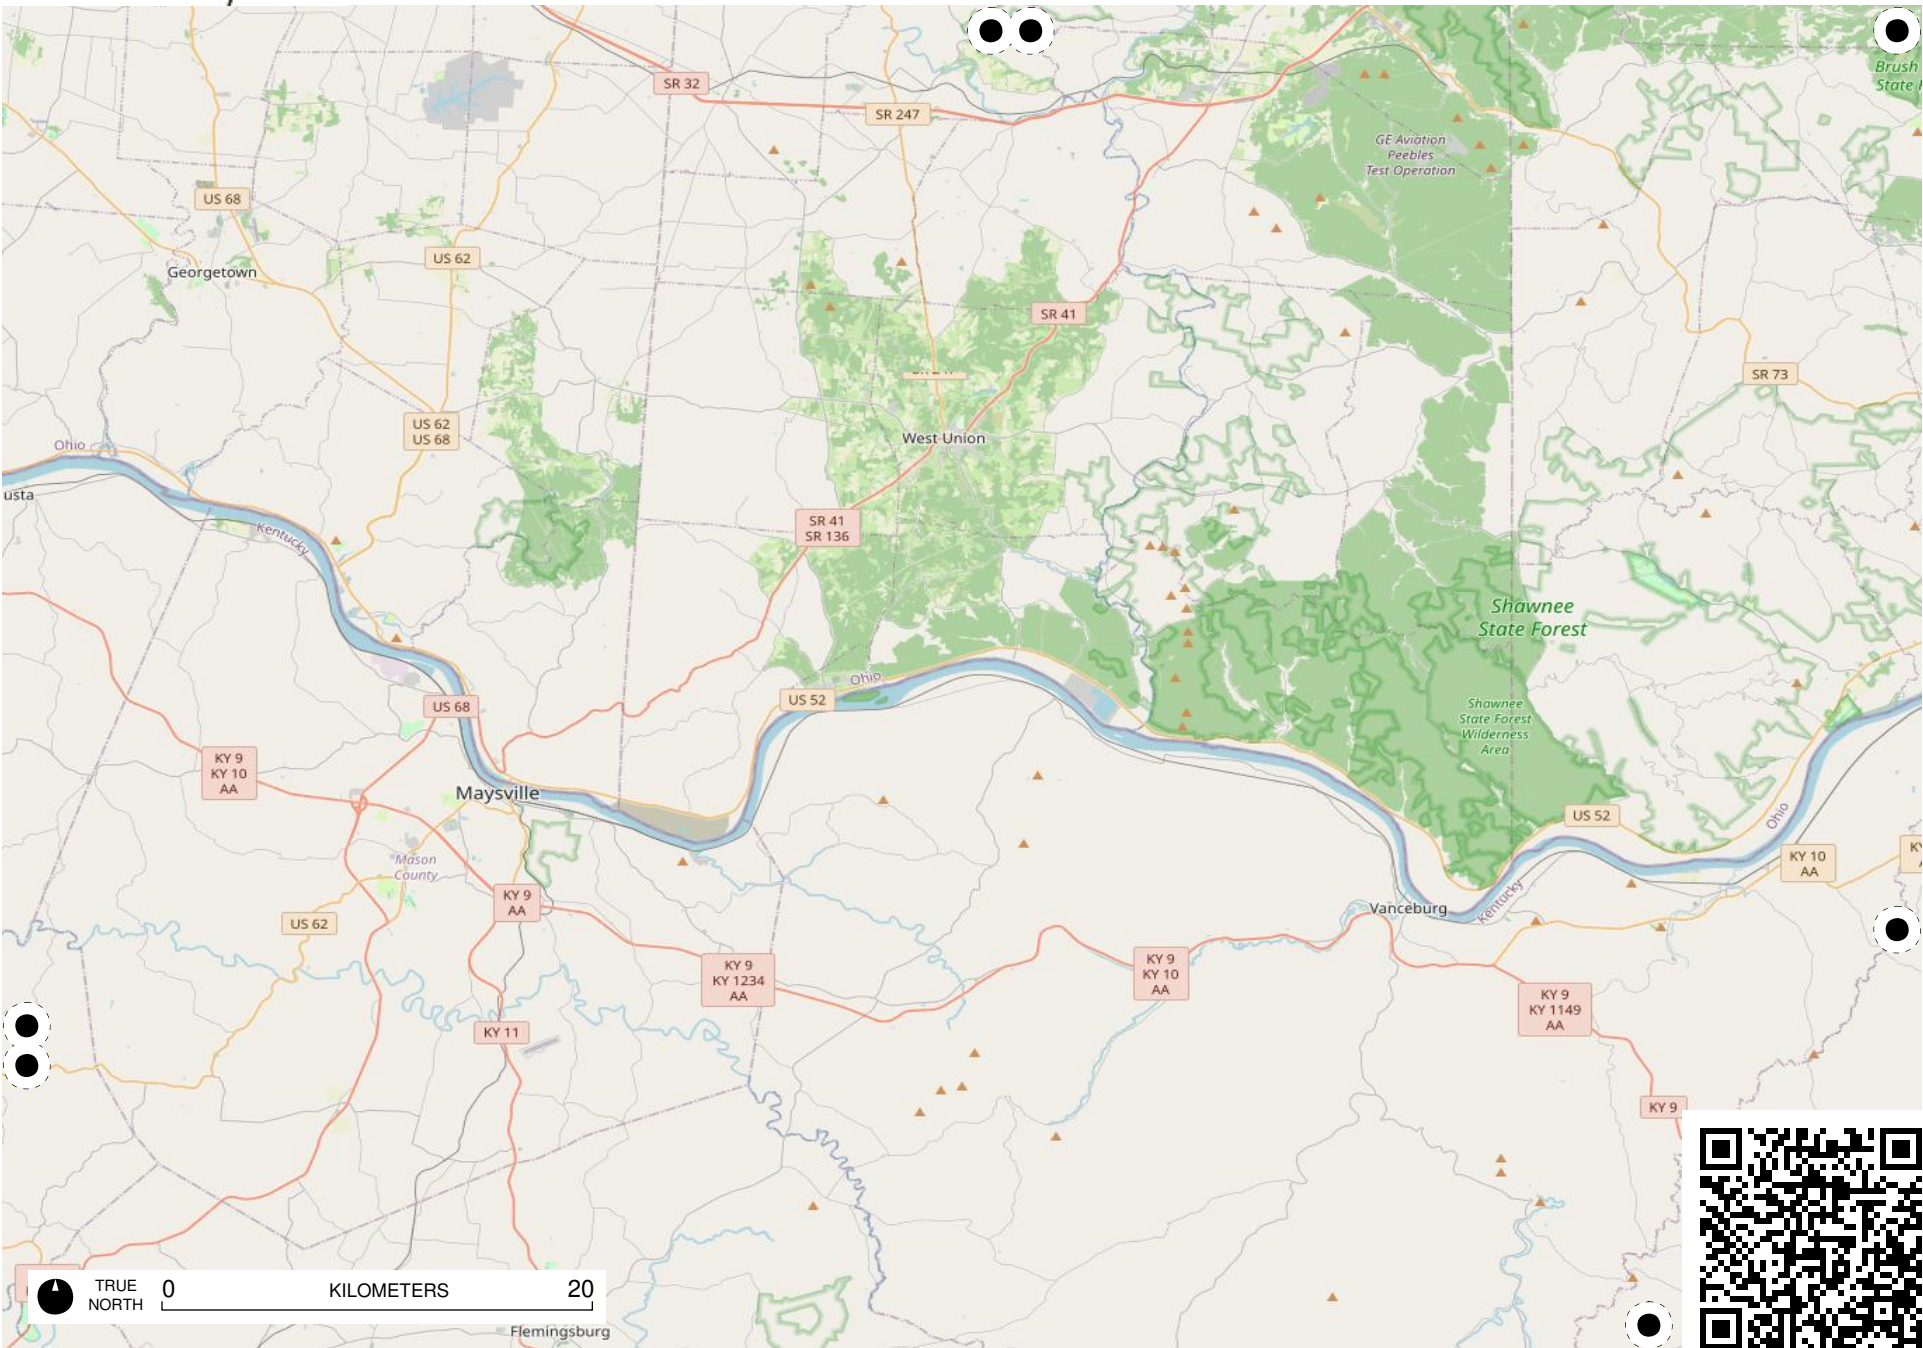 SR 32
SR 247
Brush
State F
GE Aviation
Peebles
Test Operation
US 68
Georgetown
US 62
SR 41
SR 73
US 62
US 68
Ohio
West Union
usta
Kentucky
SR 41
SR 136
Shawnee
State Forest
Ohio
US 52
US 68
Shawnee
State Forest
Wilderness
Area
KY 9
KY 10
AA
Maysville
US 52
Ohio
Mason
County
KY 10
AA
KY 9
AA
Kentucky
Vanceburg
US 62
KY 9
KY 1234
AA
KY 9
KY 10
AA
KY 9
KY 1149
AA
KY 11
KY 9
TRUE
NORTH
0 KILOMETERS 20
Flemingsburg